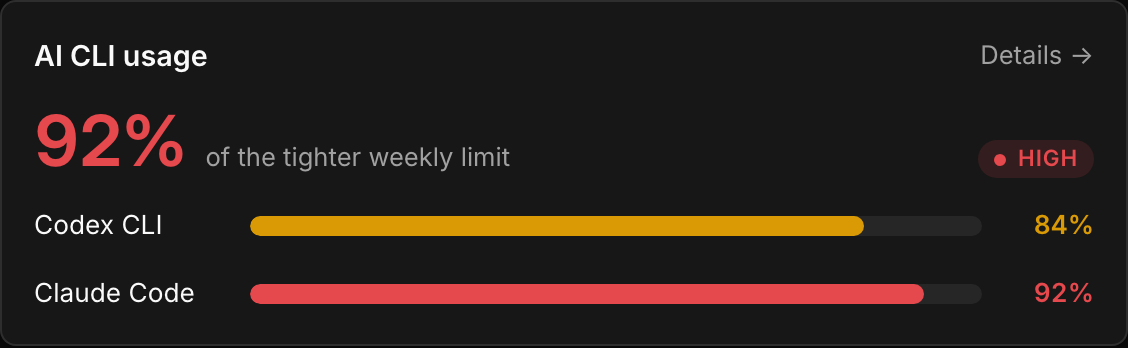 AI CLI usage
Details →
92% of the tighter weekly limit
HIGH
Codex CLI 84%
Claude Code 92%